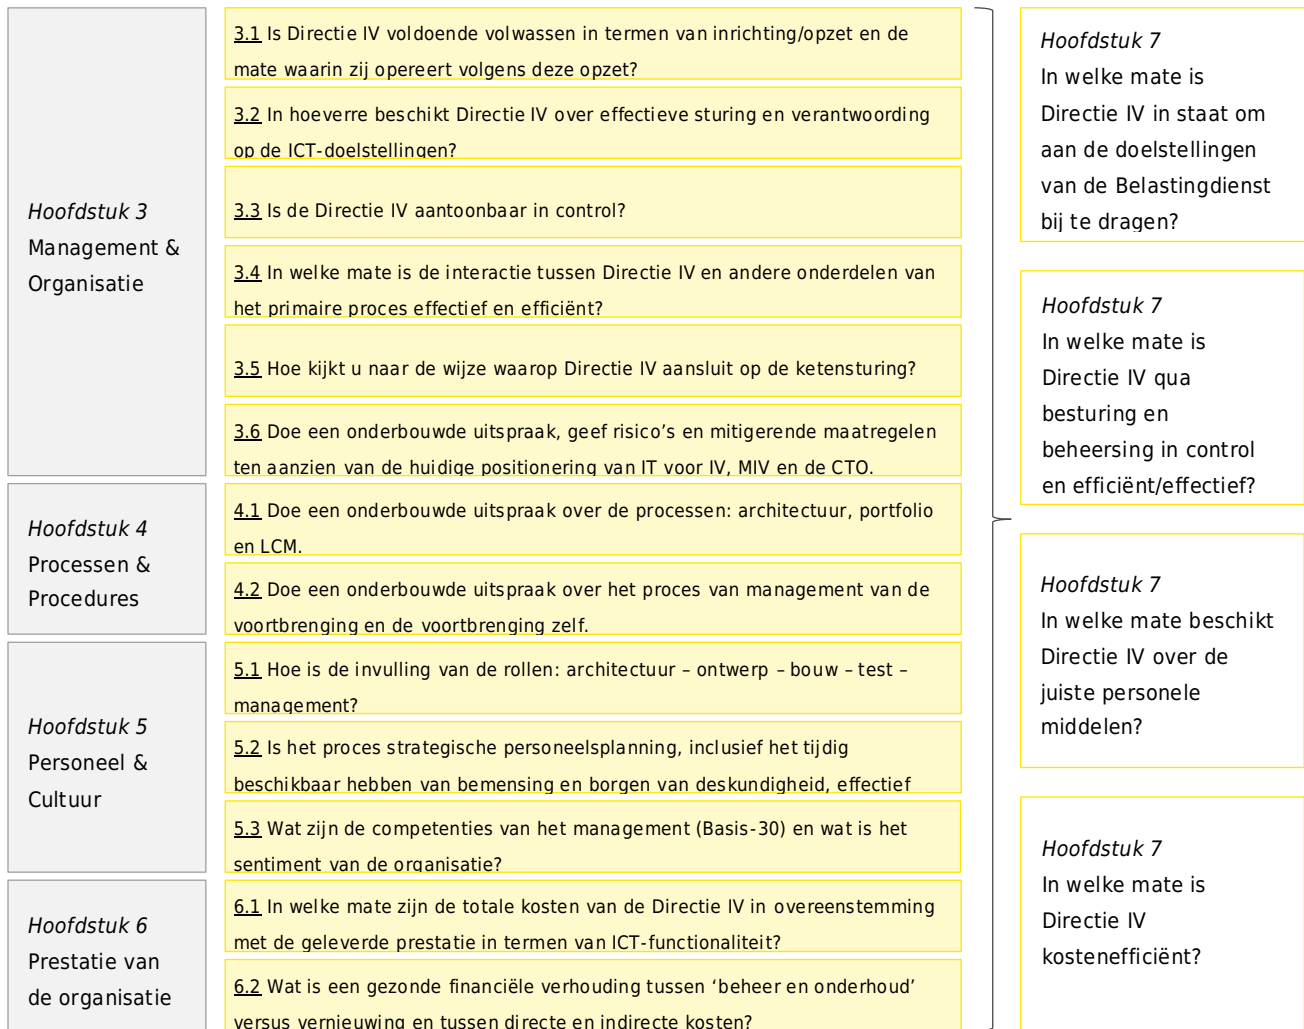 Hoofdstuk 3
Management &
Organisatie
3.1 Is Directie IV voldoende volwassen in termen van inrichting/opzet en de
mate waarin zij opereert volgens deze opzet?
3.2 In hoeverre beschikt Directie IV over effectieve sturing en verantwoording
op de ICT-doelstellingen?
3.3 Is de Directie IV aantoonbaar in control?
3.4 In welke mate is de interactie tussen Directie IV en andere onderdelen van
het primaire proces effectief en efficiënt?
3.5 Hoe kijkt u naar de wijze waarop Directie IV aansluit op de ketensturing?
3.6 Doe een onderbouwde uitspraak, geef risico’s en mitigerende maatregelen
ten aanzien van de huidige positionering van IT voor IV, MIV en de CTO.
Hoofdstuk 4
Processen &
Procedures
4.1 Doe een onderbouwde uitspraak over de processen: architectuur, portfolio
en LCM.
4.2 Doe een onderbouwde uitspraak over het proces van management van de
voortbrenging en de voortbrenging zelf.
Hoofdstuk 5
Personeel &
Cultuur
5.1 Hoe is de invulling van de rollen: architectuur – ontwerp – bouw – test –
management?
5.2 Is het proces strategische personeelsplanning, inclusief het tijdig
beschikbaar hebben van bemensing en borgen van deskundigheid, effectief
5.3 Wat zijn de competenties van het management (Basis-30) en wat is het
sentiment van de organisatie?
Hoofdstuk 6
Prestatie van
de organisatie
6.1 In welke mate zijn de totale kosten van de Directie IV in overeenstemming
met de geleverde prestatie in termen van ICT-functionaliteit?
6.2 Wat is een gezonde financiële verhouding tussen ‘beheer en onderhoud’
versus vernieuwing en tussen directe en indirecte kosten?
Hoofdstuk 7
In welke mate is
Directie IV in staat om
aan de doelstellingen
van de Belastingdienst
bij te dragen?
Hoofdstuk 7
In welke mate is
Directie IV qua
besturing en
beheersing in control
en efficiënt/effectief?
Hoofdstuk 7
In welke mate beschikt
Directie IV over de
juiste personele
middelen?
Hoofdstuk 7
In welke mate is
Directie IV
kostenefficiënt?